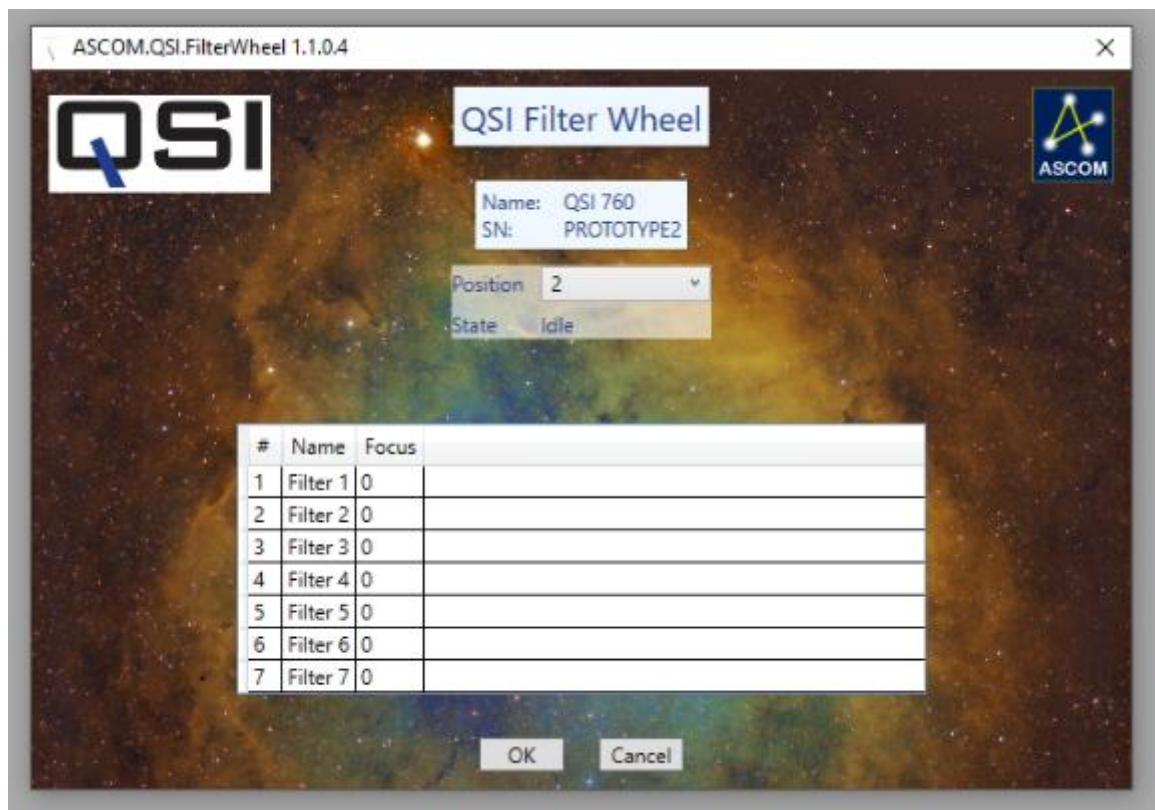 ASCOM.QSI.FilterWheel 1.1.0.4
QSI
QSI Filter Wheel
ASCOM
Name: QSI 760
SN: PROTOTYPE2
Position 2
State Idle
# Name Focus
1 Filter 1 0
2 Filter 2 0
3 Filter 3 0
4 Filter 4 0
5 Filter 5 0
6 Filter 6 0
7 Filter 7 0
OK Cancel